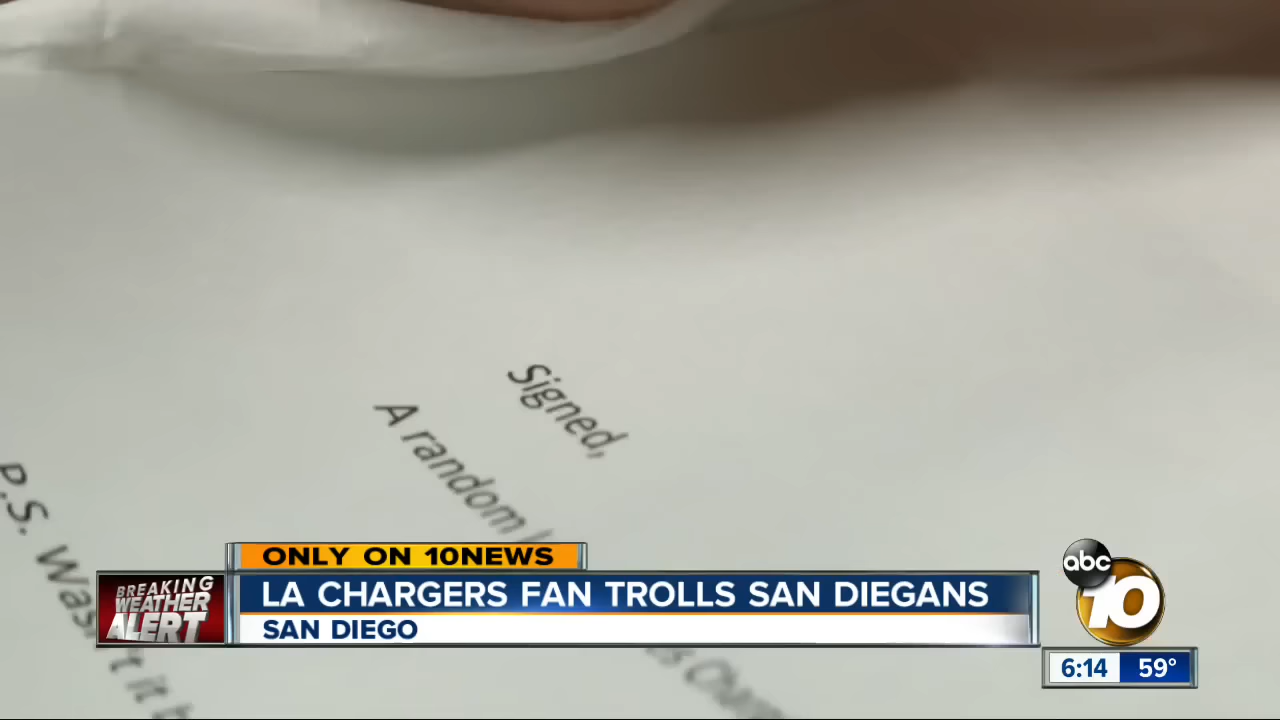 Signed,
A random
P.S. Wasn't it
ONLY ON 10NEWS
BREAKING
WEATHER
ALERT
LA CHARGERS FAN TROLLS SAN DIEGANS
SAN DIEGO
abc
10
6:14 59°